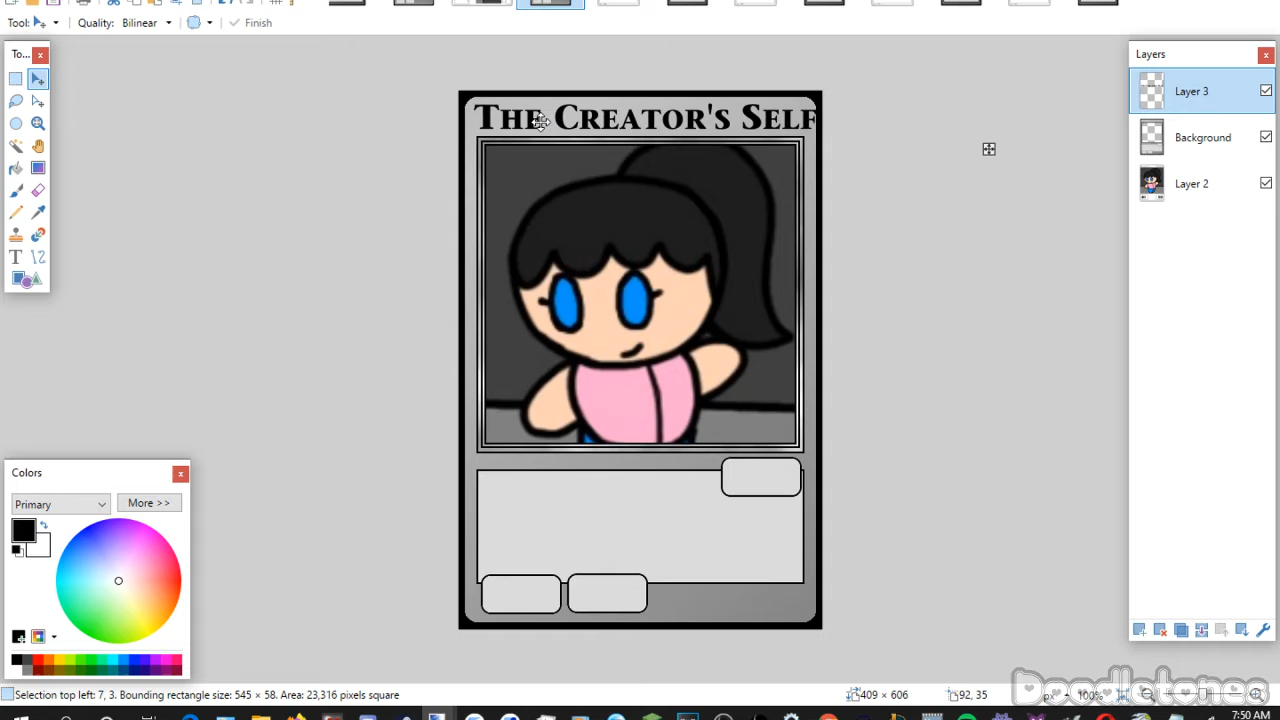 Tool:
Quality: Bilinear
Finish
To...
Layers
Layer 3
Background
Layer 2
THE CREATOR'S SELF
Colors
Primary
More >>
Selection top left: 7, 3. Bounding rectangle size: 545 × 58. Area: 23,316 pixels square
409 × 606
92, 35
px
100%
Doodletones
7:50 AM